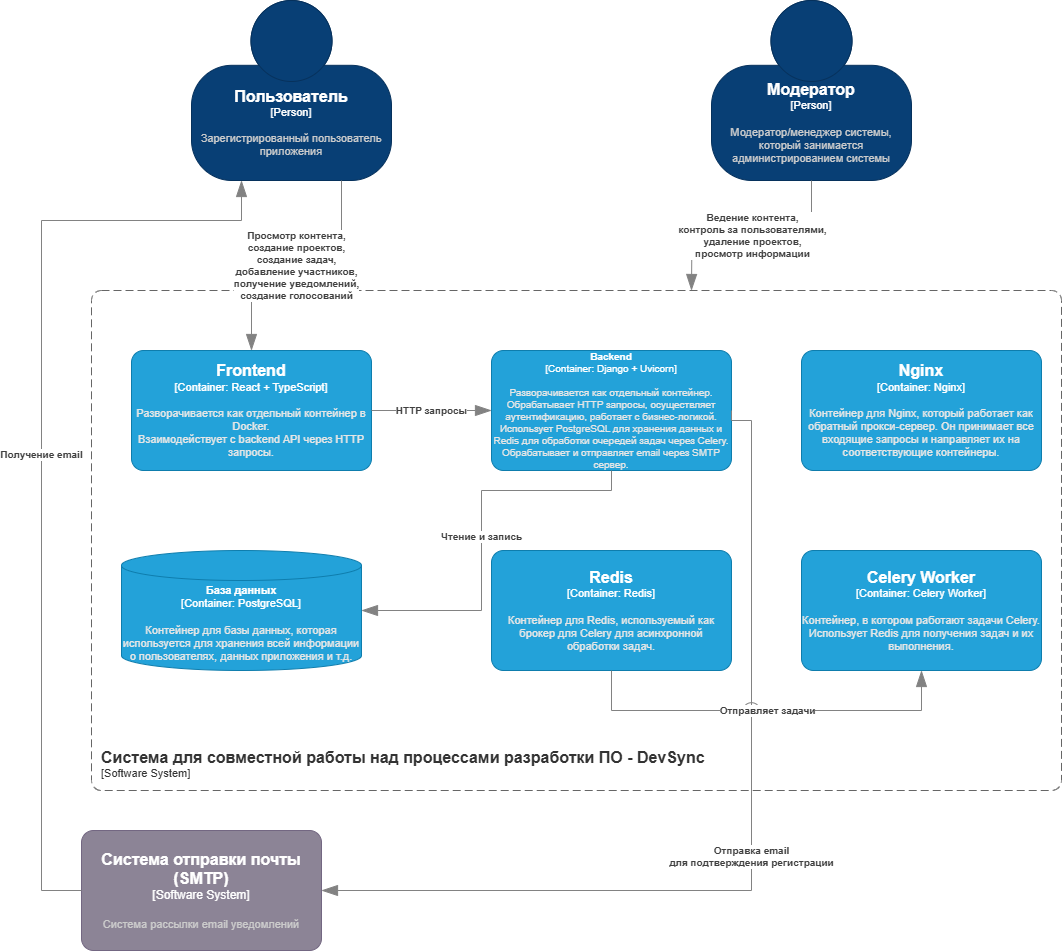 Пользователь
[Person]
Зарегистрированный пользователь
приложения
Модератор
[Person]
Модератор/менеджер системы,
который занимается
администрированием системы
Просмотр контента,
создание проектов,
создание задач,
добавление участников,
получение уведомлений,
создание голосований
Ведение контента,
контроль за пользователями,
удаление проектов,
просмотр информации
Frontend
[Container: React + TypeScript]
Разворачивается как отдельный контейнер в
Docker.
Взаимодействует с backend API через HTTP
запросы.
HTTP запросы
Backend
[Container: Django + Uvicorn]
Разворачивается как отдельный контейнер.
Обрабатывает HTTP запросы, осуществляет
аутентификацию, работает с бизнес-логикой.
Использует PostgreSQL для хранения данных и
Redis для обработки очередей задач через Celery.
Обрабатывает и отправляет email через SMTP
сервер.
Nginx
[Container: Nginx]
Контейнер для Nginx, который работает как
обратный прокси-сервер. Он принимает все
входящие запросы и направляет их на
соответствующие контейнеры.
Получение email
Чтение и запись
База данных
[Container: PostgreSQL]
Контейнер для базы данных, которая
используется для хранения всей информации
о пользователях, данных приложения и т.д.
Redis
[Container: Redis]
Контейнер для Redis, используемый как
брокер для Celery для асинхронной
обработки задач.
Celery Worker
[Container: Celery Worker]
Контейнер, в котором работают задачи Celery.
Использует Redis для получения задач и их
выполнения.
Отправляет задачи
Система для совместной работы над процессами разработки ПО - DevSync
[Software System]
Отправка email
для подтверждения регистрации
Система отправки почты
(SMTP)
[Software System]
Система рассылки email уведомлений